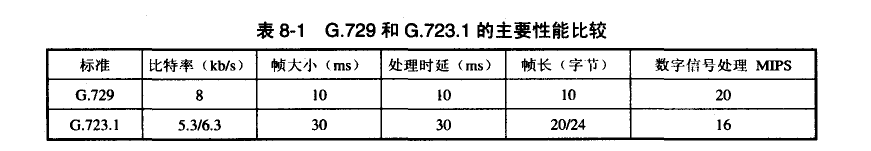 表 8-1 G.729 和 G.723.1 的主要性能比较
标准 比特率（kb/s） 帧大小（ms） 处理时延（ms） 帧长（字节） 数字信号处理 MIPS
G.729 8 10 10 10 20
G.723.1 5.3/6.3 30 30 20/24 16